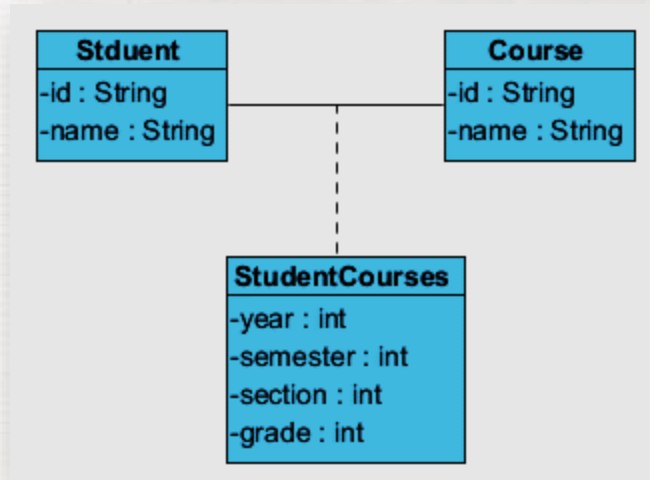 Stduent
-id : String
-name : String
Course
-id : String
-name : String
StudentCourses
-year : int
-semester : int
-section : int
-grade : int